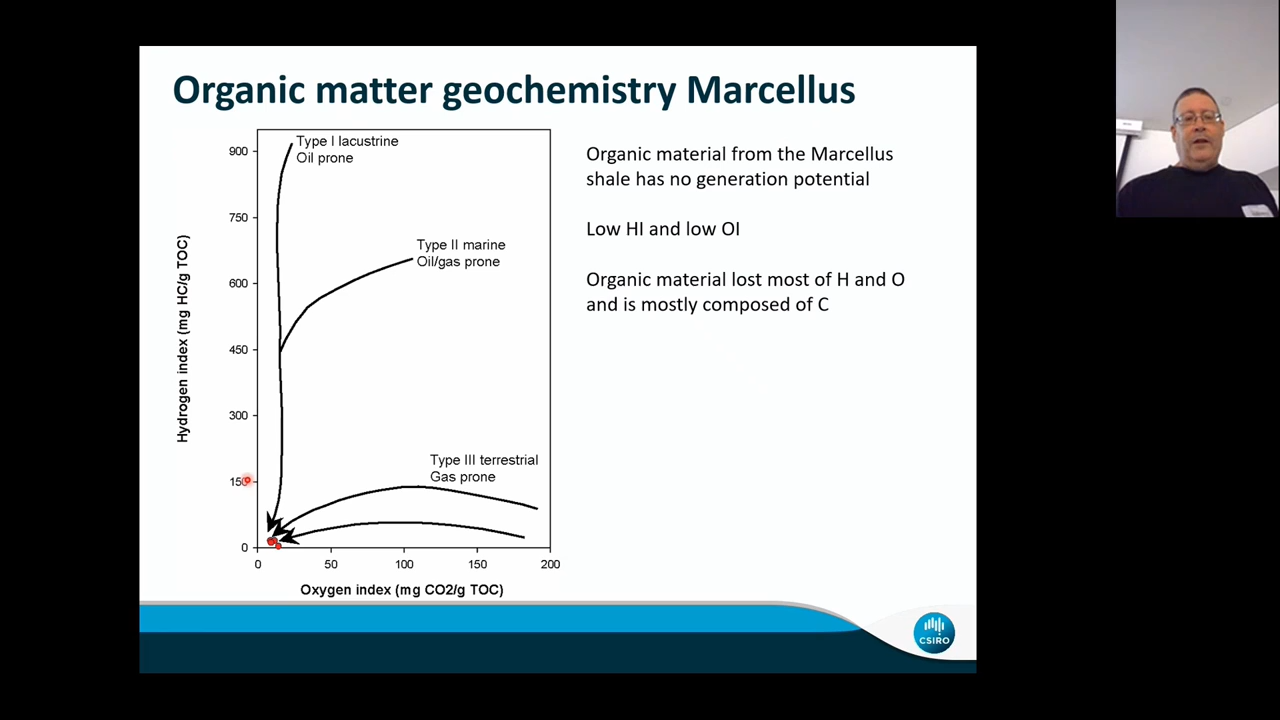 Organic matter geochemistry Marcellus
Type I lacustrine
Oil prone
Type II marine
Oil/gas prone
Type III terrestrial
Gas prone
900
750
600
450
300
150
0
0
50
100
150
200
Hydrogen index (mg HC/g TOC)
Oxygen index (mg CO2/g TOC)
Organic material from the Marcellus
shale has no generation potential
Low HI and low OI
Organic material lost most of H and O
and is mostly composed of C
CSIRO